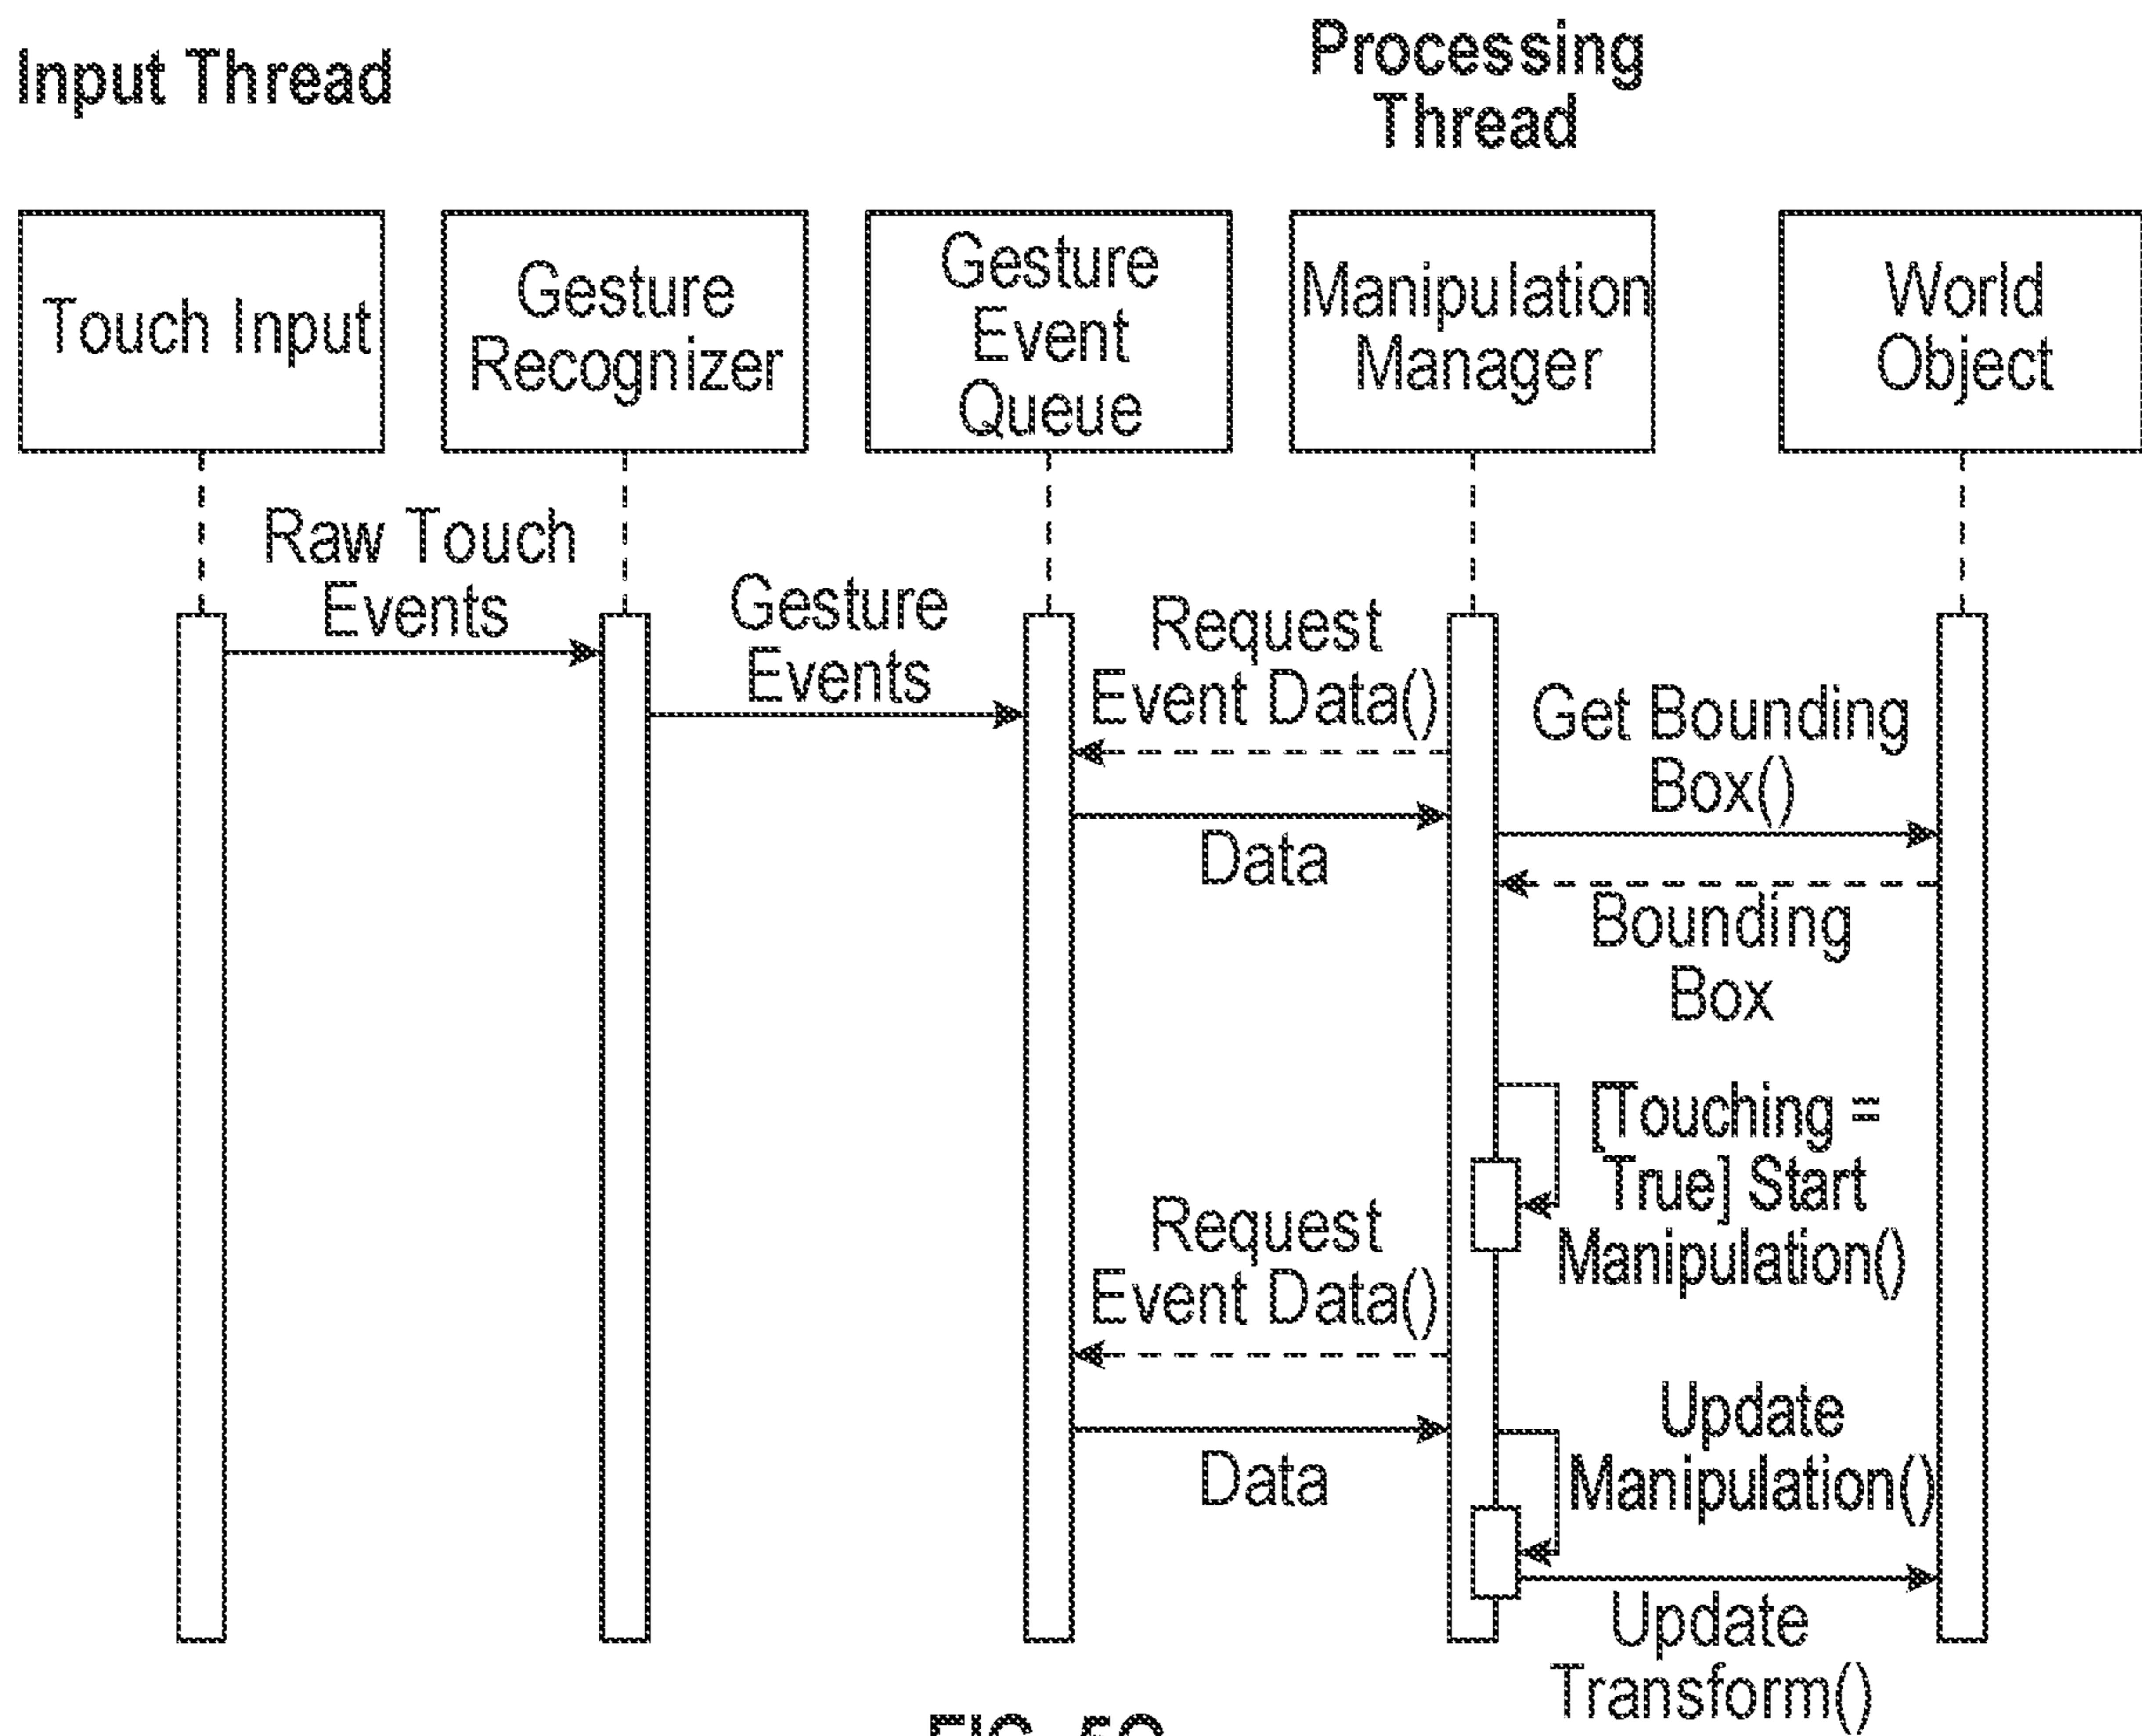 Input Thread
Processing
Thread
Touch Input
Gesture
Recognizer
Gesture
Event
Queue
Manipulation
Manager
World
Object
Raw Touch
Events
Gesture
Events
Request
Event Data()
Get Bounding
Box()
Data
Bounding
Box
[Touching =
True] Start
Manipulation()
Request
Event Data()
Update
Manipulation()
Data
Update
Transform()